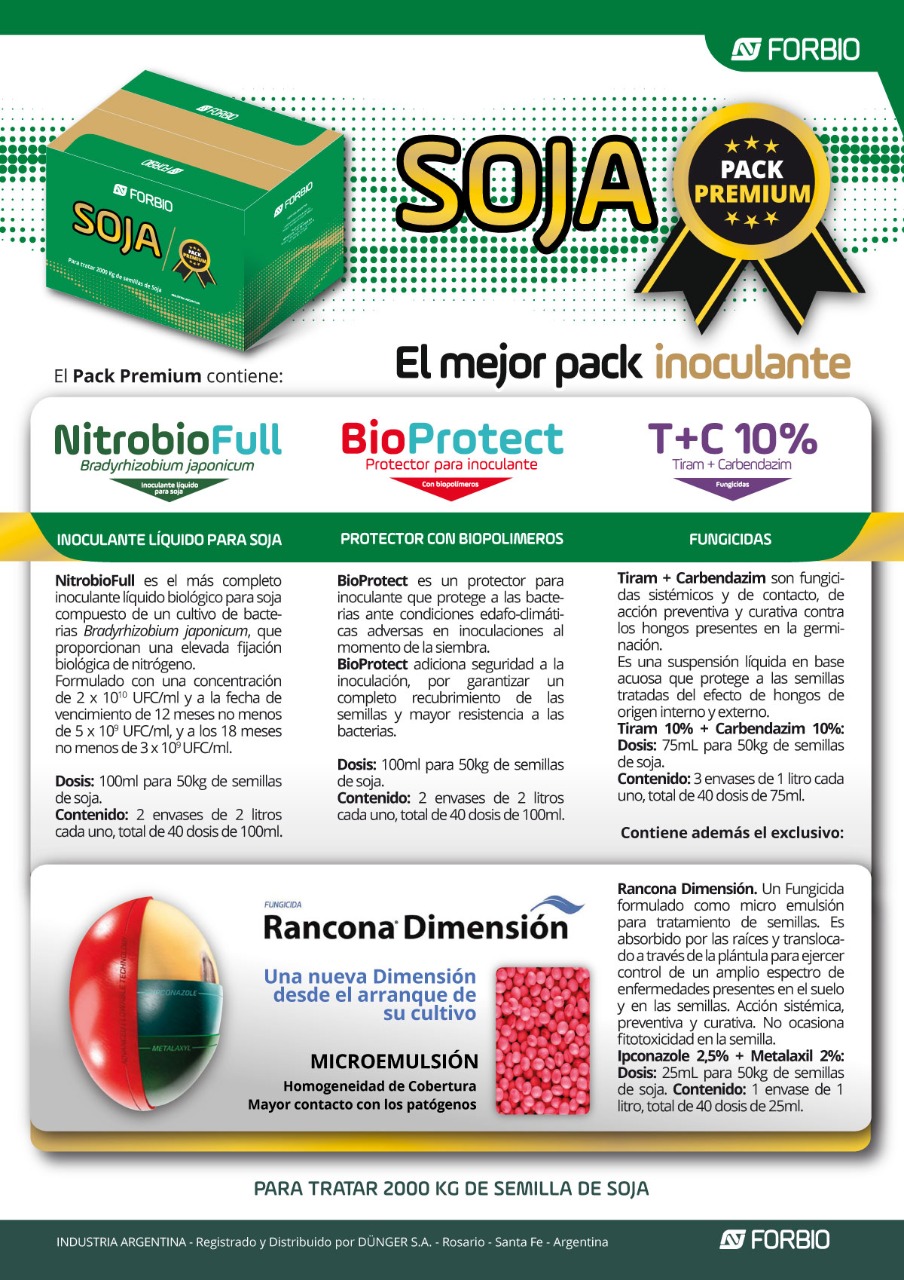 FORBIO
SOJA
PACK
PREMIUM
FORBIO
FORBIO
FORBIO
FORBIO
SOJA
PACK
PREMIUM
Para tratar 2000 Kg de semillas de Soja
El mejor pack inoculante
El Pack Premium contiene:
NitrobioFull
Bradyrhizobium japonicum
Inoculante líquido
para soja
BioProtect
Protector para inoculante
Con biopolímeros
T+C 10%
Tiram + Carbendazim
Fungicidas
INOCULANTE LÍQUIDO PARA SOJA
NitrobioFull es el más completo
inoculante líquido biológico para soja
compuesto de un cultivo de bacte-
rias Bradyrhizobium japonicum, que
proporcionan una elevada fijación
biológica de nitrógeno.
Formulado con una concentración
de 2 x 10¹⁰ UFC/ml y a la fecha de
vencimiento de 12 meses no menos
de 5 x 10⁹ UFC/ml, y a los 18 meses
no menos de 3 x 10⁹ UFC/ml.
Dosis: 100ml para 50kg de semillas
de soja.
Contenido: 2 envases de 2 litros
cada uno, total de 40 dosis de 100ml.
PROTECTOR CON BIOPOLIMEROS
BioProtect es un protector para
inoculante que protege a las bacte-
rias ante condiciones edafo-climáti-
cas adversas en inoculaciones al
momento de la siembra.
BioProtect adiciona seguridad a la
inoculación, por garantizar un
completo recubrimiento de las
semillas y mayor resistencia a las
bacterias.
Dosis: 100ml para 50kg de semillas
de soja.
Contenido: 2 envases de 2 litros
cada uno, total de 40 dosis de 100ml.
FUNGICIDAS
Tiram + Carbendazim son fungici-
das sistémicos y de contacto, de
acción preventiva y curativa contra
los hongos presentes en la germi-
nación.
Es una suspensión líquida en base
acuosa que protege a las semillas
tratadas del efecto de hongos de
origen interno y externo.
Tiram 10% + Carbendazim 10%:
Dosis: 75mL para 50kg de semillas
de soja.
Contenido: 3 envases de 1 litro cada
uno, total de 40 dosis de 75ml.
Contiene además el exclusivo:
METALAXYL
FUNGICIDA
Rancona® Dimensión
Una nueva Dimensión
desde el arranque de
su cultivo
MICROEMULSIÓN
Homogeneidad de Cobertura
Mayor contacto con los patógenos
Rancona Dimensión. Un Fungicida
formulado como micro emulsión
para tratamiento de semillas. Es
absorbido por las raíces y transloca-
do a través de la plántula para ejercer
control de un amplio espectro de
enfermedades presentes en el suelo
y en las semillas. Acción sistémica,
preventiva y curativa. No ocasiona
fitotoxicidad en la semilla.
Ipconazole 2,5% + Metalaxil 2%:
Dosis: 25mL para 50kg de semillas
de soja. Contenido: 1 envase de 1
litro, total de 40 dosis de 25ml.
PARA TRATAR 2000 KG DE SEMILLA DE SOJA
INDUSTRIA ARGENTINA - Registrado y Distribuido por DÜNGER S.A. - Rosario - Santa Fe - Argentina
FORBIO